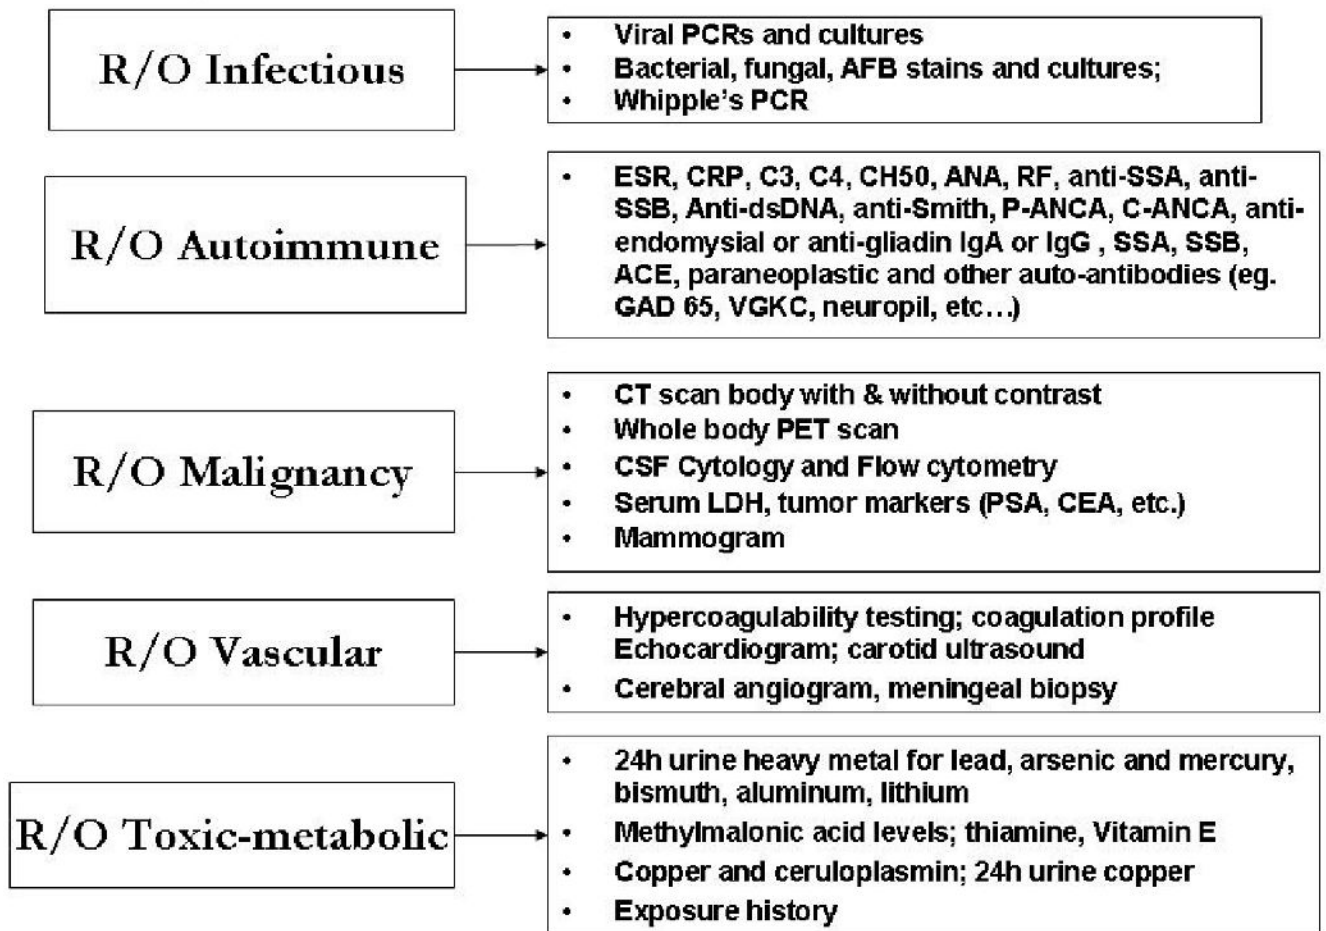 R/O Infectious
• Viral PCRs and cultures
• Bacterial, fungal, AFB stains and cultures;
• Whipple's PCR
R/O Autoimmune
• ESR, CRP, C3, C4, CH50, ANA, RF, anti-SSA, anti-
SSB, Anti-dsDNA, anti-Smith, P-ANCA, C-ANCA, anti-
endomysial or anti-gliadin IgA or IgG , SSA, SSB,
ACE, paraneoplastic and other auto-antibodies (eg.
GAD 65, VGKC, neuropil, etc...)
R/O Malignancy
• CT scan body with & without contrast
• Whole body PET scan
• CSF Cytology and Flow cytometry
• Serum LDH, tumor markers (PSA, CEA, etc.)
• Mammogram
R/O Vascular
• Hypercoagulability testing; coagulation profile
Echocardiogram; carotid ultrasound
• Cerebral angiogram, meningeal biopsy
R/O Toxic-metabolic
• 24h urine heavy metal for lead, arsenic and mercury,
bismuth, aluminum, lithium
• Methylmalonic acid levels; thiamine, Vitamin E
• Copper and ceruloplasmin; 24h urine copper
• Exposure history